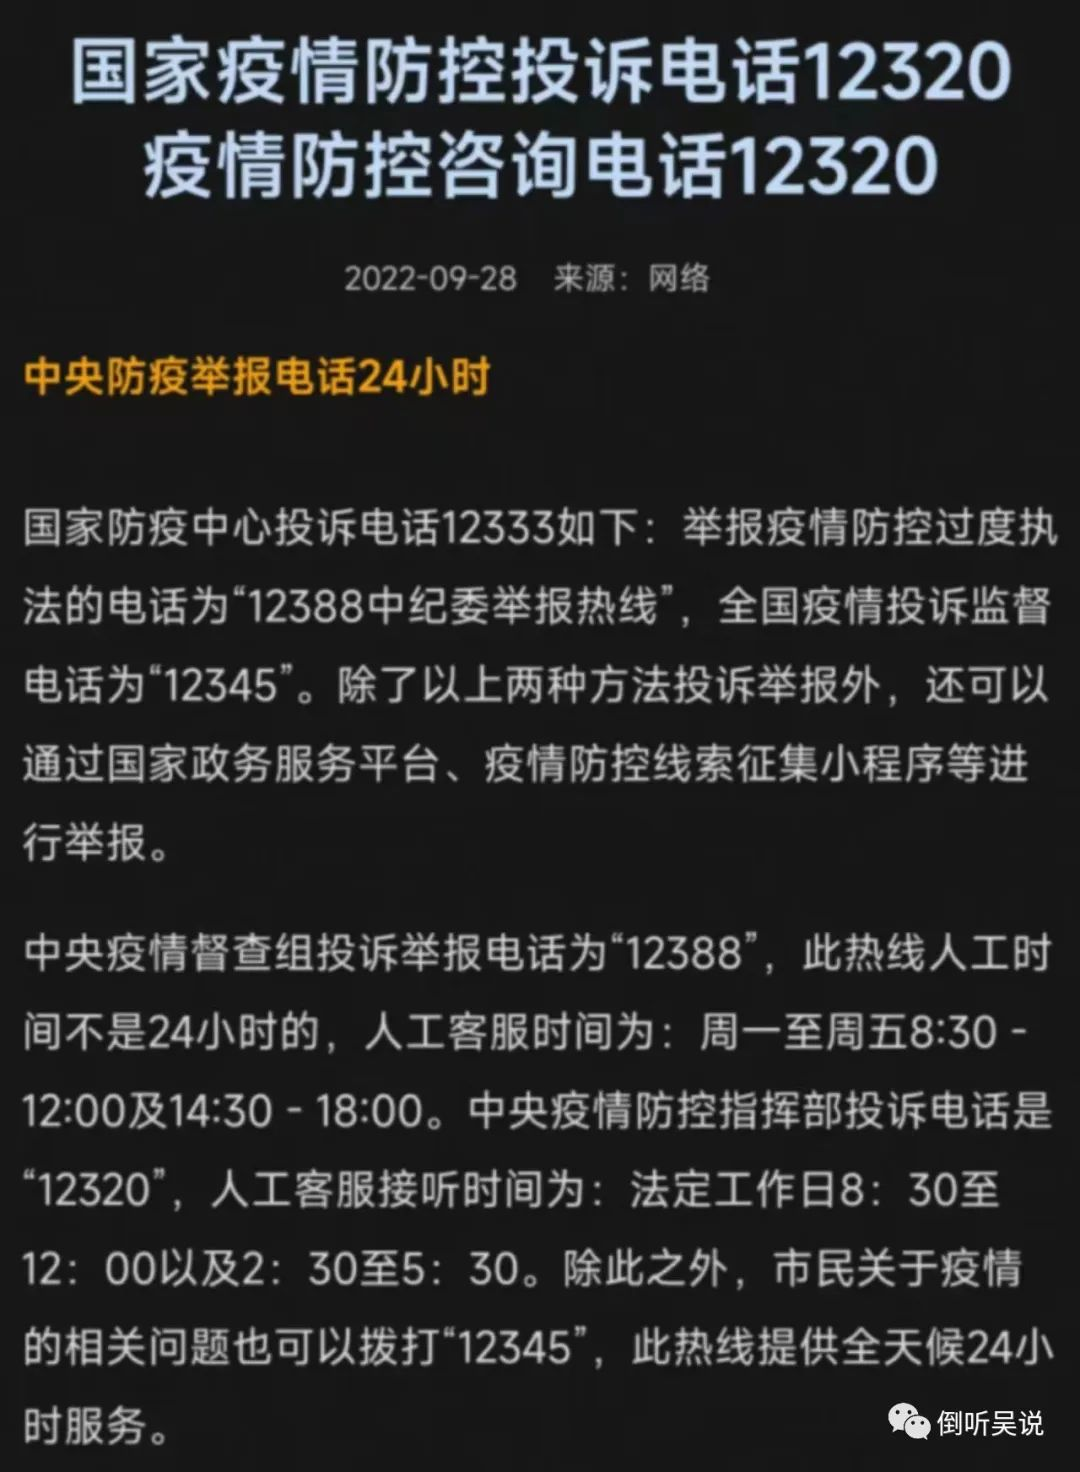 国家疫情防控投诉电话12320
疫情防控咨询电话12320
2022-09-28 来源：网络
中央防疫举报电话24小时
国家防疫中心投诉电话12333如下：举报疫情防控过度执
法的电话为“12388中纪委举报热线”，全国疫情投诉监督
电话为“12345”。除了以上两种方法投诉举报外，还可以
通过国家政务服务平台、疫情防控线索征集小程序等进
行举报。
中央疫情督查组投诉举报电话为“12388”，此热线人工时
间不是24小时的，人工客服时间为：周一至周五8:30 -
12:00及14:30 - 18:00。中央疫情防控指挥部投诉电话是
“12320”，人工客服接听时间为：法定工作日8：30至
12：00以及2：30至5：30。除此之外，市民关于疫情
的相关问题也可以拨打“12345”，此热线提供全天候24小
时服务。
倒听吴说